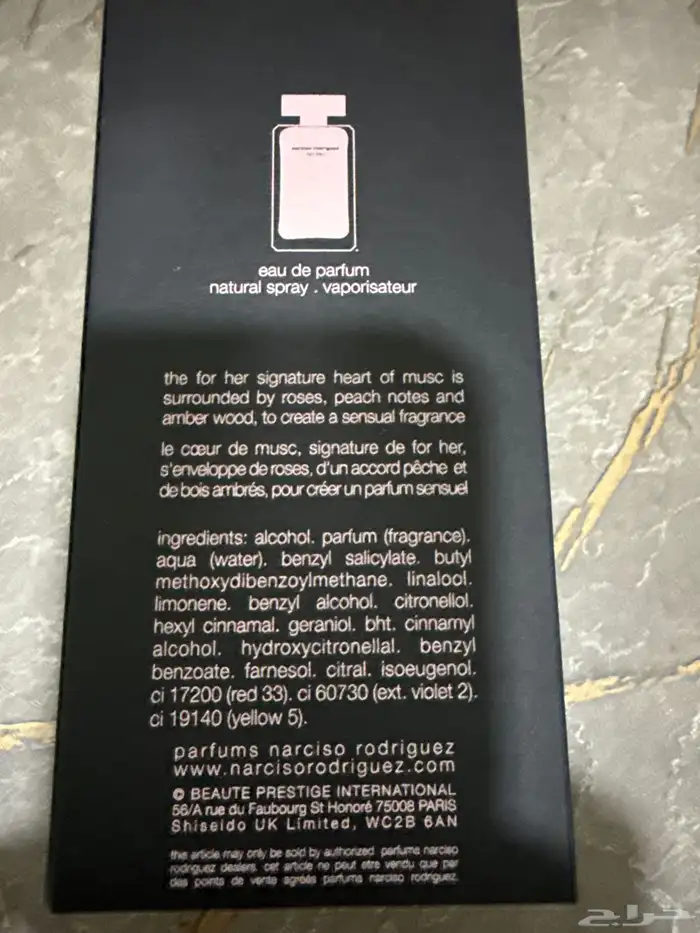 narciso rodriguez
for her
eau de parfum
natural spray . vaporisateur
the for her signature heart of musc is
surrounded by roses, peach notes and
amber wood, to create a sensual fragrance
le cœur de musc, signature de for her,
s'enveloppe de roses, d'un accord pêche et
de bois ambrés, pour créer un parfum sensuel
ingredients: alcohol. parfum (fragrance).
aqua (water). benzyl salicylate. butyl
methoxydibenzoylmethane. linalool.
limonene. benzyl alcohol. citronellol.
hexyl cinnamal. geraniol. bht. cinnamyl
alcohol. hydroxycitronellal. benzyl
benzoate. farnesol. citral. isoeugenol.
ci 17200 (red 33). ci 60730 (ext. violet 2).
ci 19140 (yellow 5).
parfums narciso rodriguez
www.narcisorodriguez.com
© BEAUTE PRESTIGE INTERNATIONAL
56/A rue du Faubourg St Honoré 75008 PARIS
Shiseido UK Limited, WC2B 6AN
this article may only be sold by authorized parfums narciso
rodriguez dealers. cet article ne peut etre vendu que par
des points de vente agréés parfums narciso rodriguez.
حراج